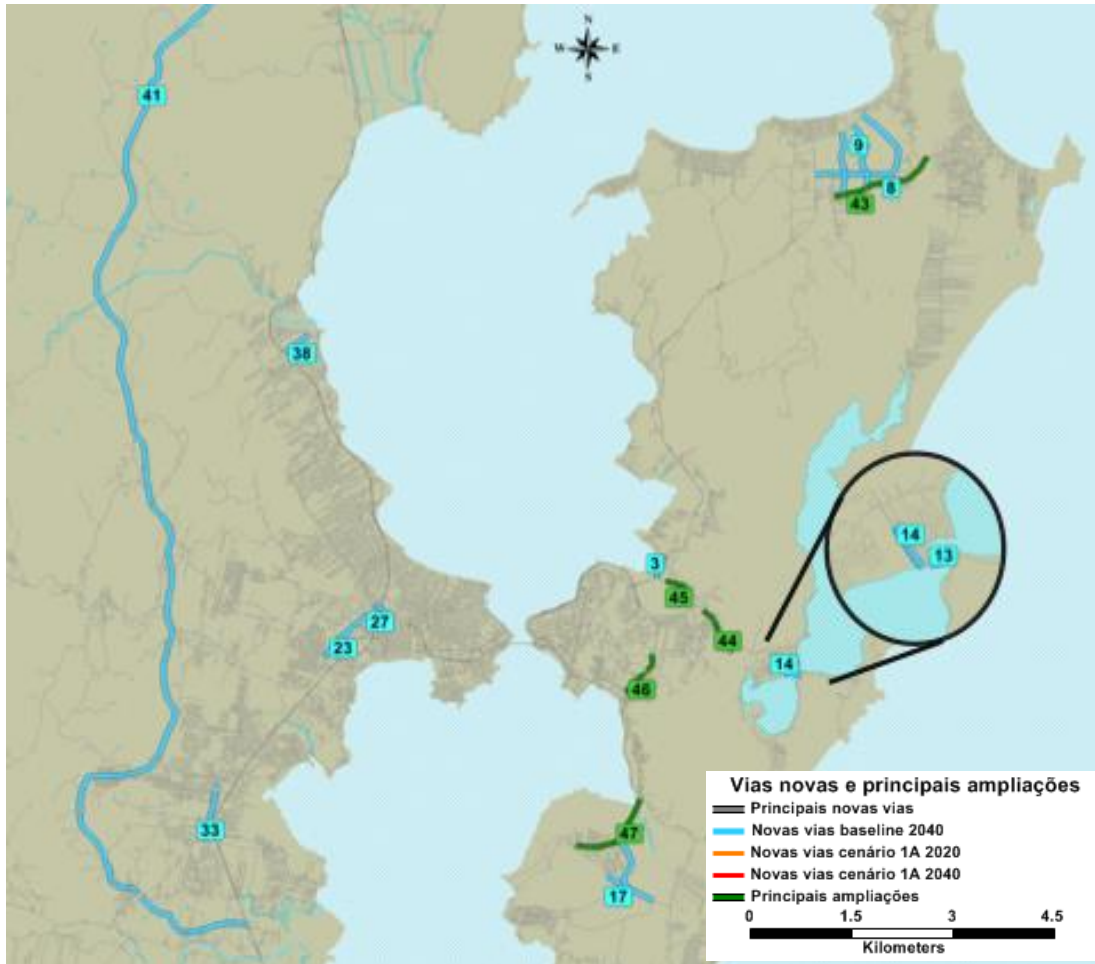 N
W E
S
41
9
8
43
38
14
13
3
45
27
23
44
14
46
33
47
17
Vias novas e principais ampliações
Principais novas vias
Novas vias baseline 2040
Novas vias cenário 1A 2020
Novas vias cenário 1A 2040
Principais ampliações
0 1.5 3 4.5
Kilometers